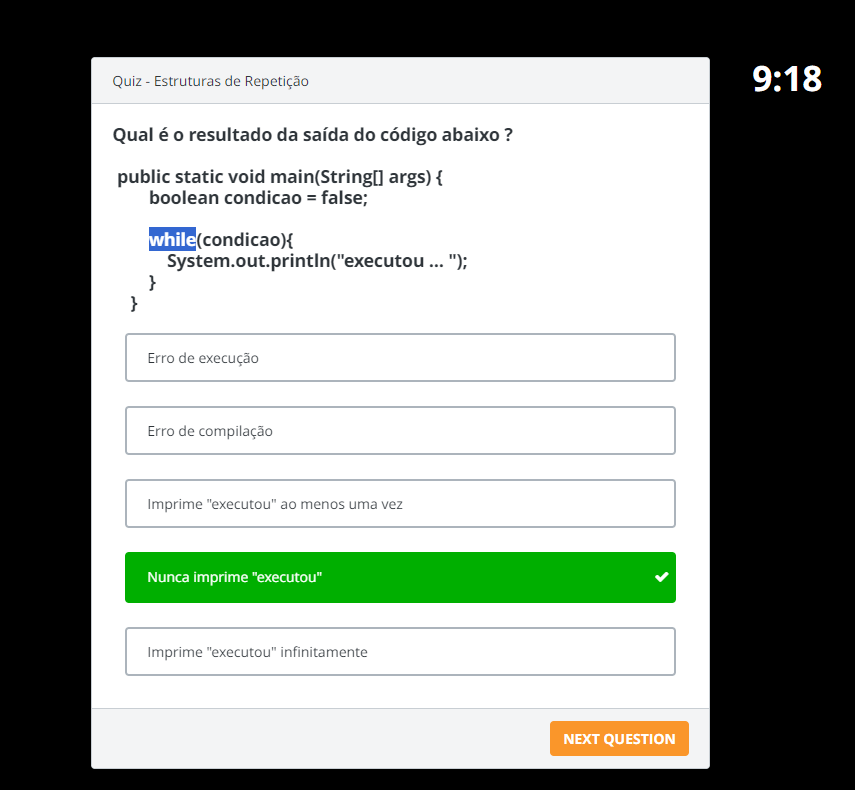 Quiz - Estruturas de Repetição
9:18
Qual é o resultado da saída do código abaixo ?
public static void main(String[] args) {
boolean condicao = false;
while(condicao){
System.out.println("executou ... ");
}
}
Erro de execução
Erro de compilação
Imprime "executou" ao menos uma vez
Nunca imprime "executou"
Imprime "executou" infinitamente
NEXT QUESTION